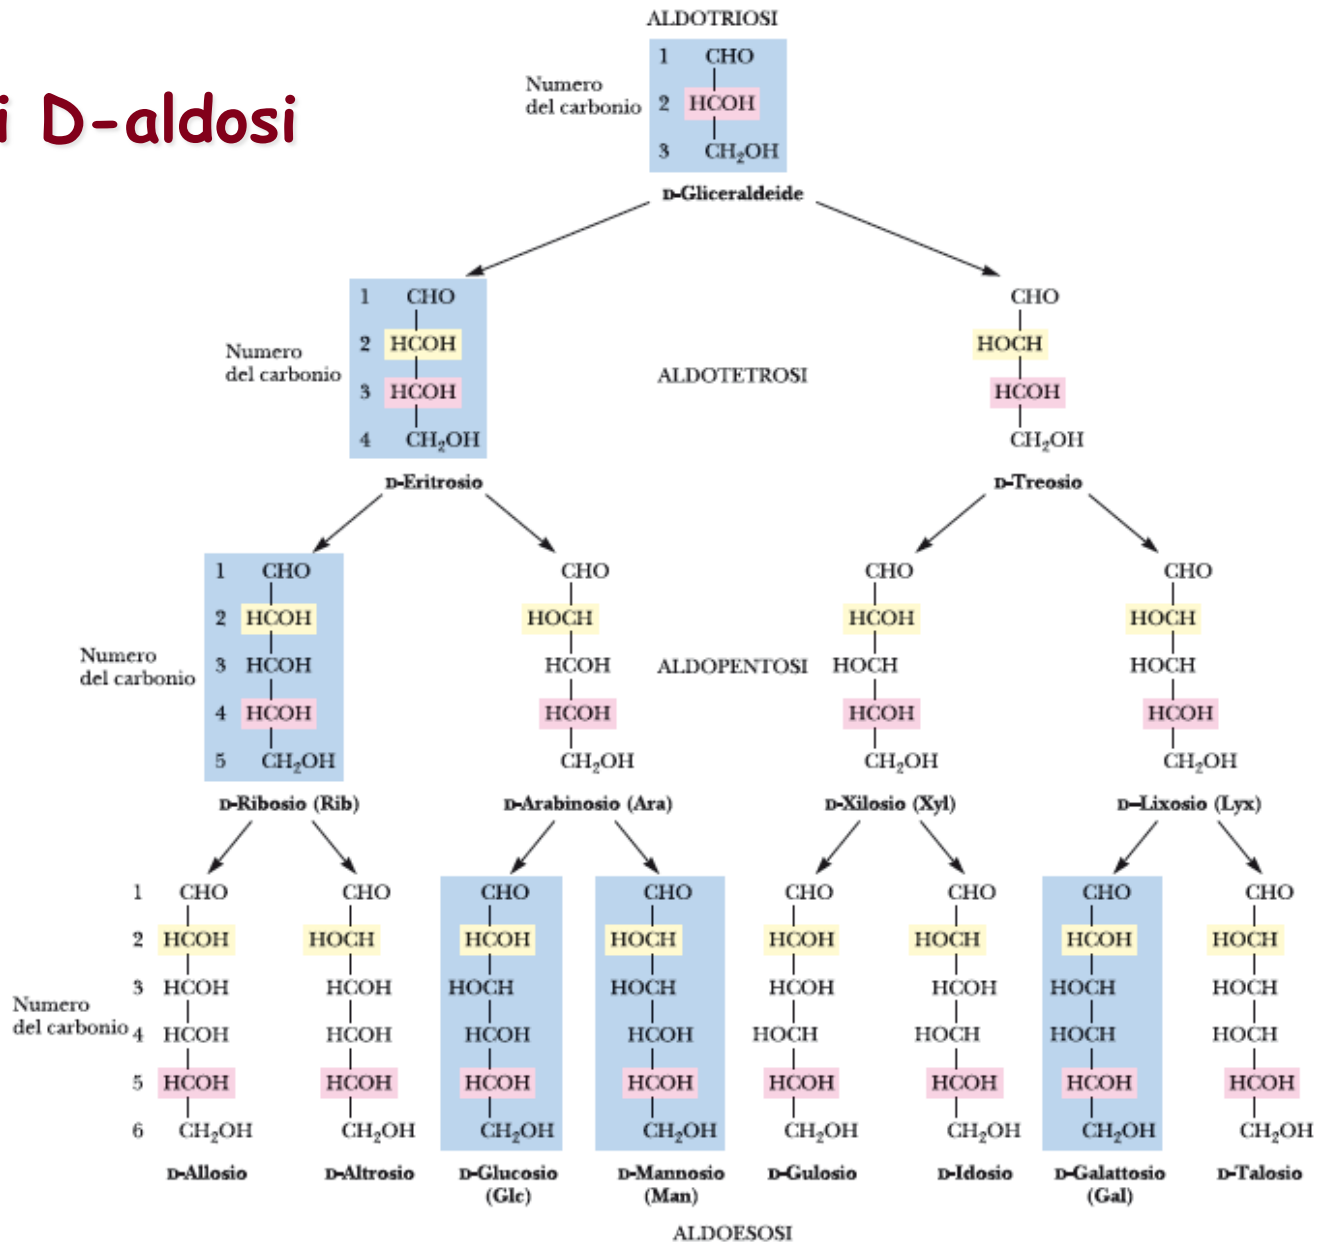 ALDOTRIOSI
i D-aldosi
Numero
del carbonio
1 CHO
2 HCOH
3 CH₂OH
D-Gliceraldeide
Numero
del carbonio
1 CHO
2 HCOH
3 HCOH
4 CH₂OH
D-Eritrosio
ALDOTETROSI
CHO
HOCH
HCOH
CH₂OH
D-Treosio
Numero
del carbonio
1 CHO
2 HCOH
3 HCOH
4 HCOH
5 CH₂OH
D-Ribosio (Rib)
CHO
HOCH
HCOH
HCOH
CH₂OH
D-Arabinosio (Ara)
ALDOPENTOSI
CHO
HCOH
HOCH
HCOH
CH₂OH
D-Xilosio (Xyl)
CHO
HOCH
HOCH
HCOH
CH₂OH
D–Lixosio (Lyx)
Numero
del carbonio
1 CHO
2 HCOH
3 HCOH
4 HCOH
5 HCOH
6 CH₂OH
D-Allosio
CHO
HOCH
HCOH
HCOH
HCOH
CH₂OH
D-Altrosio
CHO
HCOH
HOCH
HCOH
HCOH
CH₂OH
D-Glucosio
(Glc)
CHO
HOCH
HOCH
HCOH
HCOH
CH₂OH
D-Mannosio
(Man)
CHO
HCOH
HCOH
HOCH
HCOH
CH₂OH
D-Gulosio
CHO
HOCH
HCOH
HOCH
HCOH
CH₂OH
D-Idosio
CHO
HCOH
HOCH
HOCH
HCOH
CH₂OH
D-Galattosio
(Gal)
CHO
HOCH
HOCH
HOCH
HCOH
CH₂OH
D-Talosio
ALDOESOSI